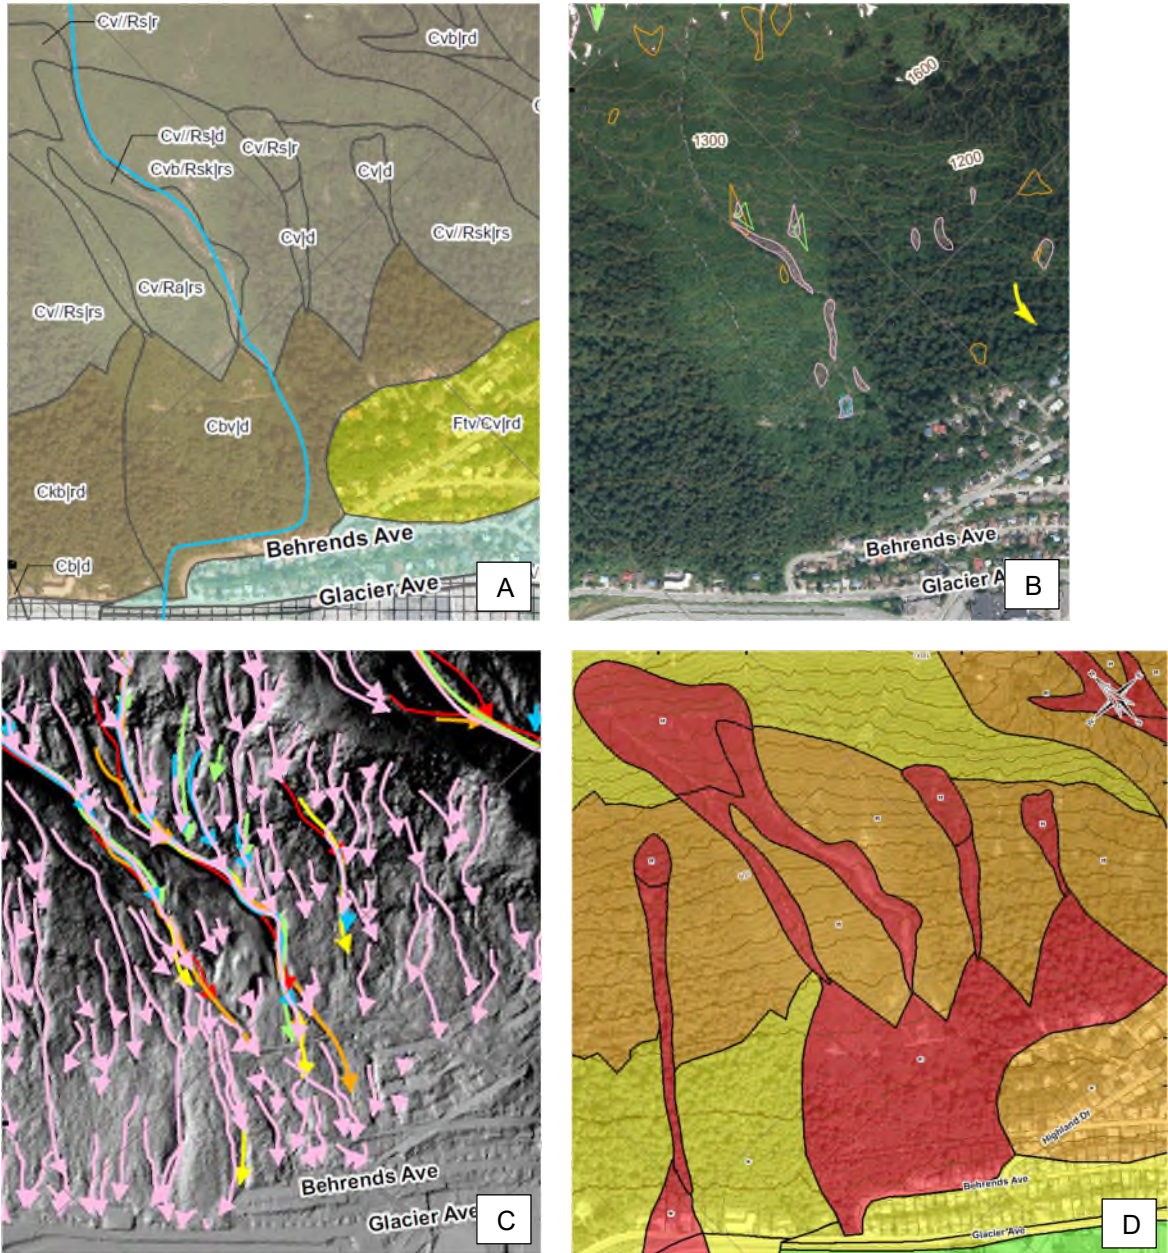 Cv//Rs|r
Cvb|rd
Cv//Rs|d
Cv/Rs|r
Cvb/Rsk|rs
Cv|d
Cv//Rsk|rs
Cv|d
Cv/Ra|rs
Cv//Rs|rs
Cbv|d
Ftv/Cv|rd
Ckb|rd
Behrends Ave
Cb|d
Glacier Ave
A
1600
1300
1200
Behrends Ave
Glacier A
B
Behrends Ave
Glacier Ave
C
Highland Dr
Behrends Ave
Glacier Ave
D